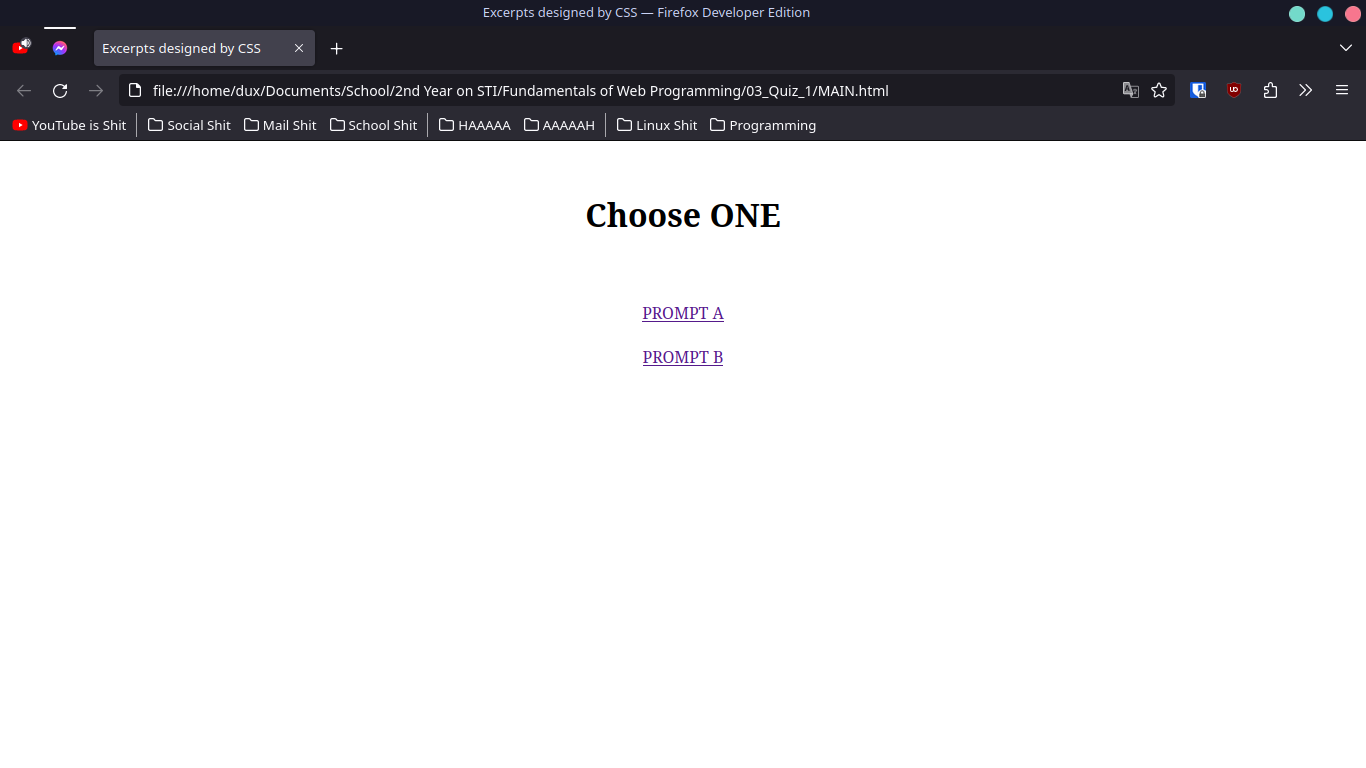 Excerpts designed by CSS — Firefox Developer Edition
Excerpts designed by CSS
file:///home/dux/Documents/School/2nd Year on STI/Fundamentals of Web Programming/03_Quiz_1/MAIN.html
YouTube is Shit Social Shit Mail Shit School Shit HAAAAA AAAAAH Linux Shit Programming
Choose ONE
PROMPT A
PROMPT B